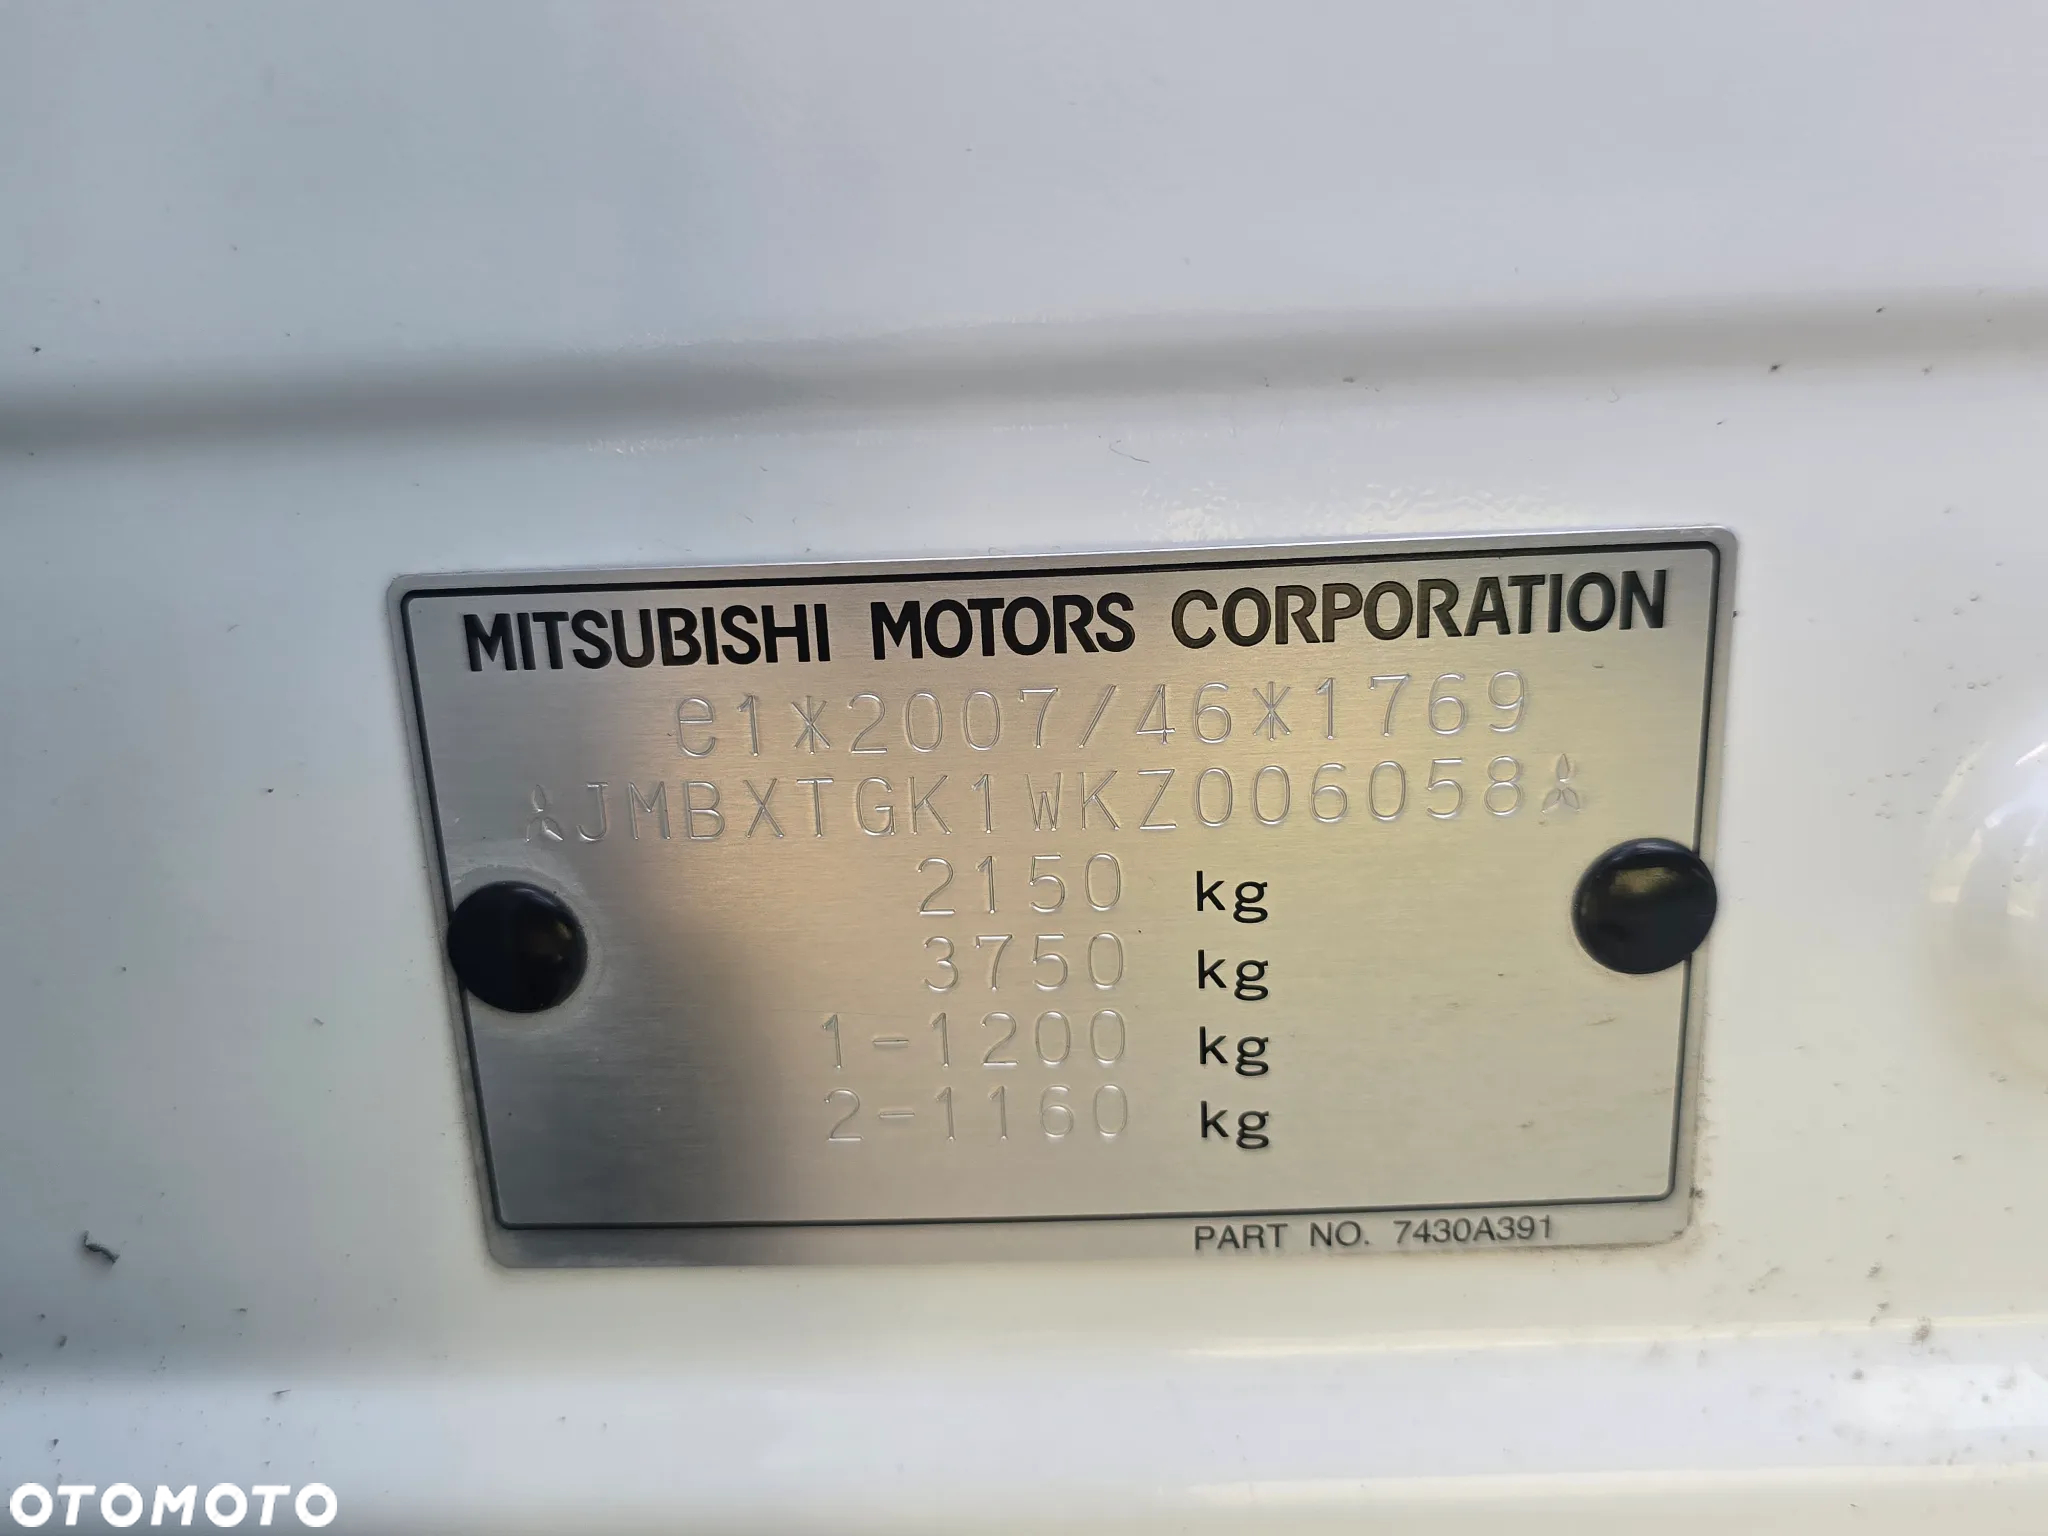 MITSUBISHI MOTORS CORPORATION
e1*2007/46*1769
JMBXTGK1WKZ006058
2150 kg
3750 kg
1-1200 kg
2-1160 kg
PART NO. 7430A391
OTOMOTO